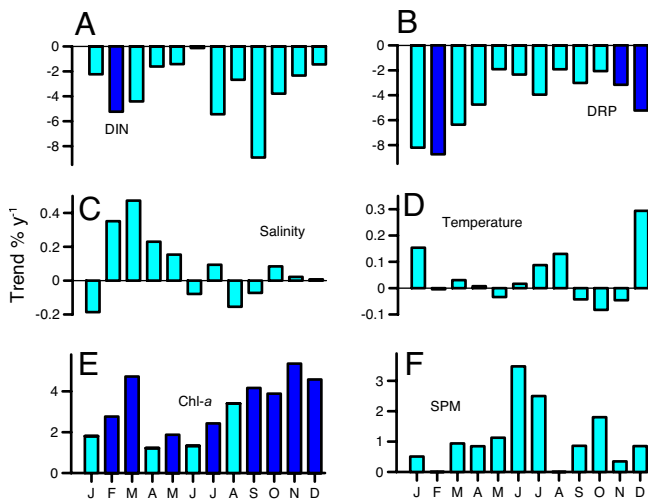 A
0
-2
-4
-6
-8
DIN
B
0
-2
-4
-6
-8
DRP
C
0.4
0.2
0
-0.2
Salinity
D
0.3
0.2
0.1
0
-0.1
Temperature
Trend % y-1
E
4
2
0
Chl-a
J F M A M J J A S O N D
F
3
2
1
0
SPM
J F M A M J J A S O N D